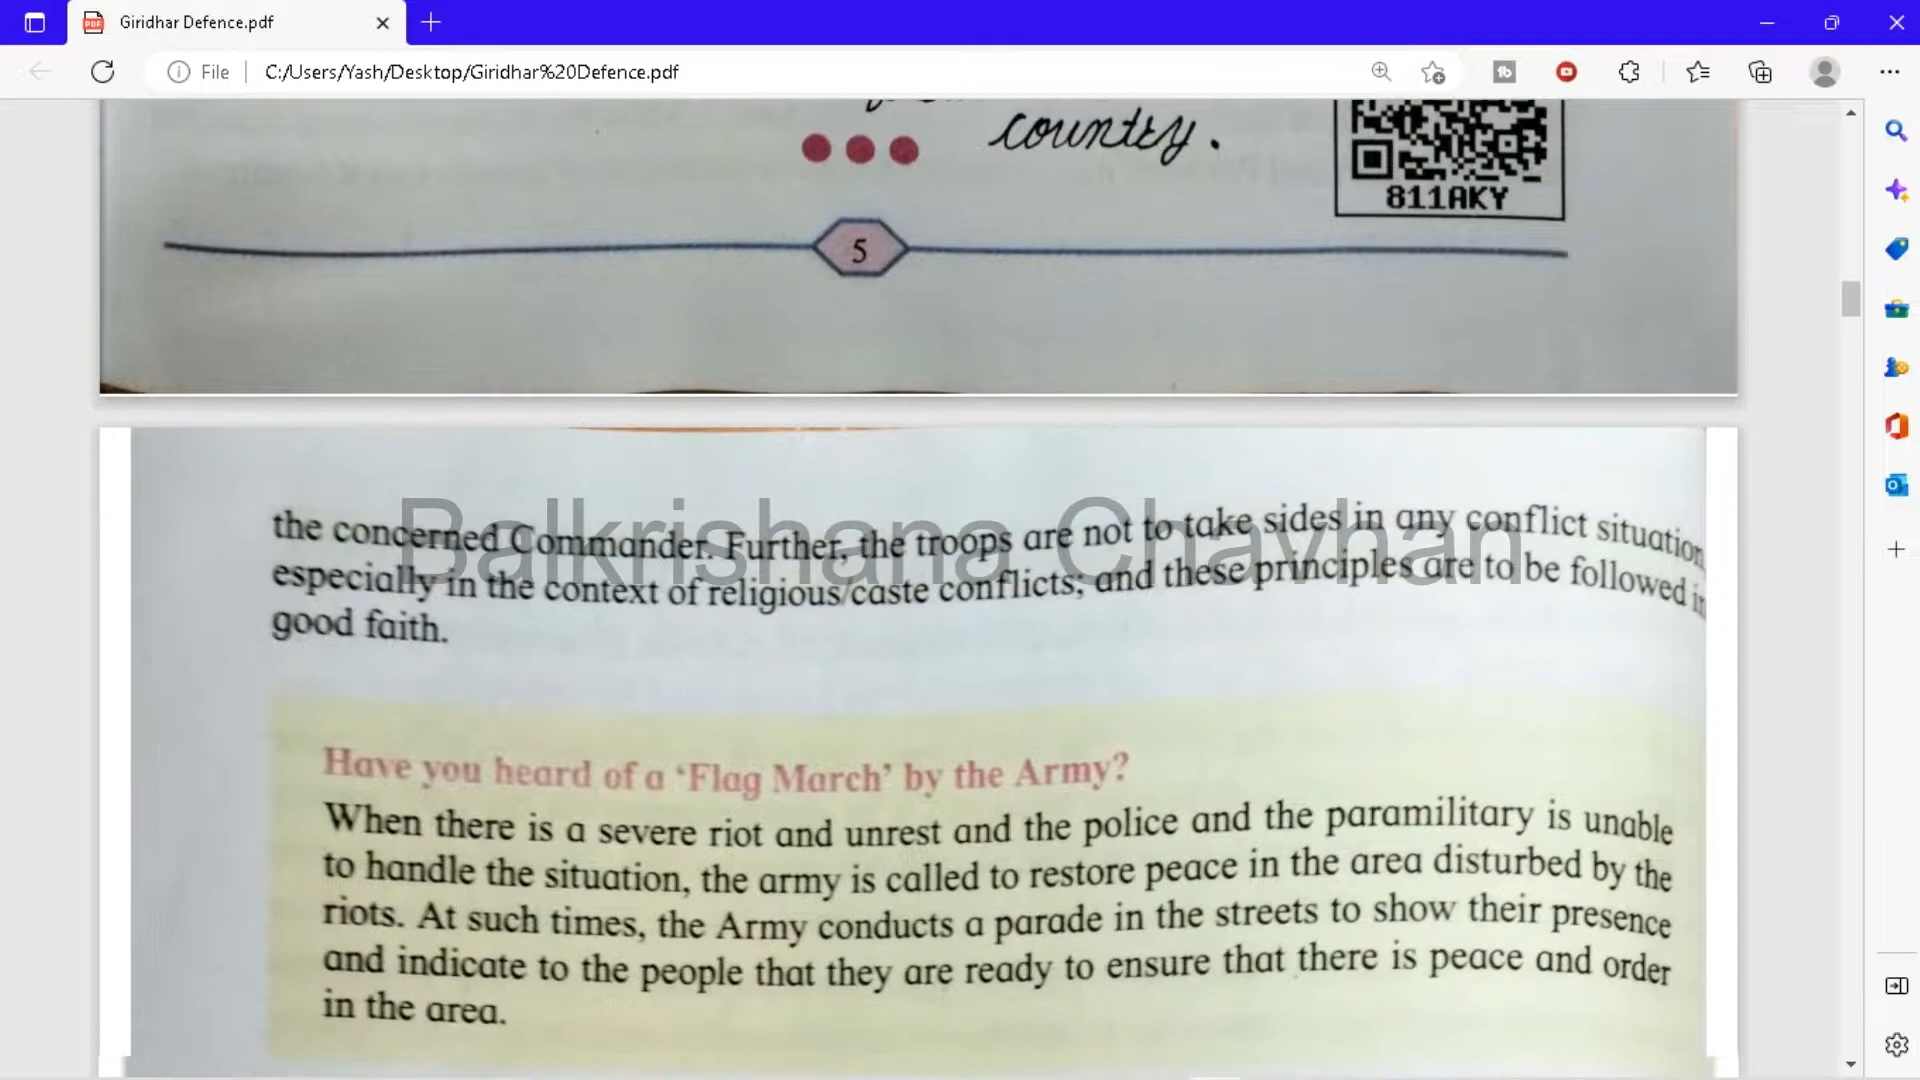 Giridhar Defence.pdf
File
C:/Users/Yash/Desktop/Giridhar%20Defence.pdf
country.
811AKY
5
Balkrishana Chavhan
the concerned Commander. Further, the troops are not to take sides in any conflict situation
especially in the context of religious/caste conflicts; and these principles are to be followed in
good faith.
Have you heard of a ‘Flag March’ by the Army?
When there is a severe riot and unrest and the police and the paramilitary is unable
to handle the situation, the army is called to restore peace in the area disturbed by the
riots. At such times, the Army conducts a parade in the streets to show their presence
and indicate to the people that they are ready to ensure that there is peace and order
in the area.